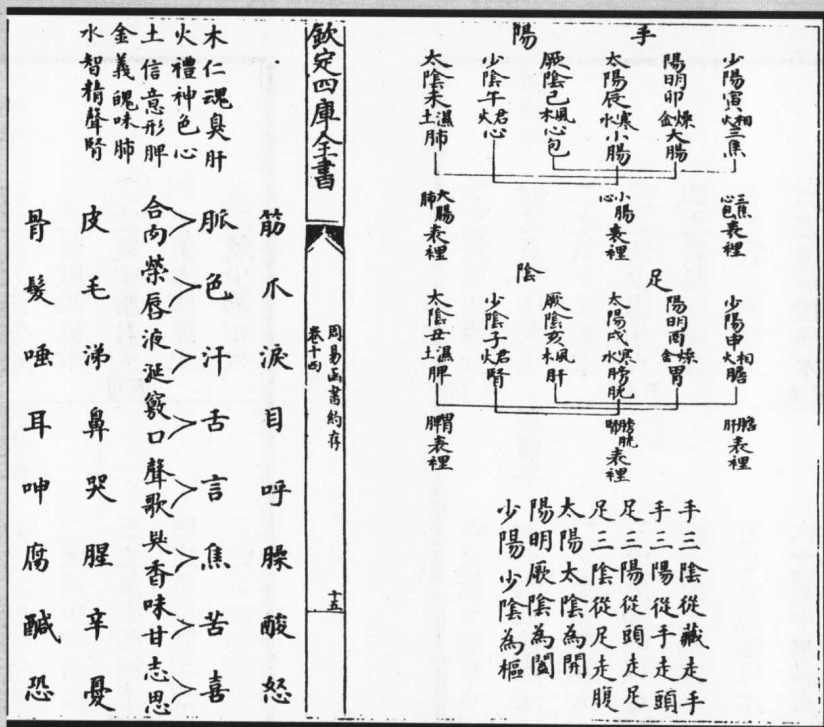 手
陽
少陽寅相火三焦
陽明卯燥金大腸
太陽辰寒水小腸
厥陰巳風木心包
少陰午君火心
太陰未濕土肺
三焦心包表裡
小腸心表裡
大腸肺表裡
足
陰
少陽申相火膽
陽明酉燥金胃
太陽戌寒水膀胱
厥陰亥風木肝
少陰子君火腎
太陰丑濕土脾
膽肝表裡
膀胱腎表裡
胃脾表裡
手三陰從藏走手
手三陽從手走頭
足三陽從頭走足
足三陰從足走腹
太陽太陰為開
陽明厥陰為闔
少陽少陰為樞
欽定四庫全書
周易函書約存
卷十四
十五
木仁魂臭肝
火禮神色心
土信意形脾
金義魄味肺
水智精聲腎
筋爪淚目呼臊酸怒
脈色汗舌言焦苦喜
合肉榮唇液涎竅口聲歌臭香味甘志思
皮毛涕鼻哭腥辛憂
骨髮唾耳呻腐鹹恐